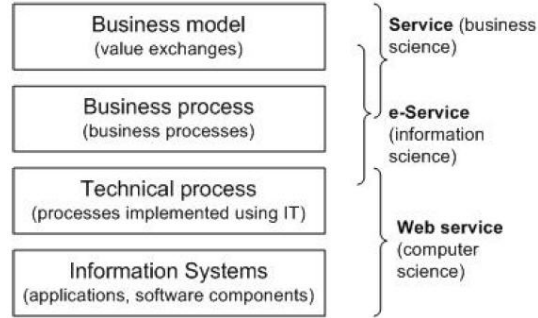 Business model
(value exchanges)
Business process
(business processes)
Technical process
(processes implemented using IT)
Information Systems
(applications, software components)
Service (business
science)
e-Service
(information
science)
Web service
(computer
science)